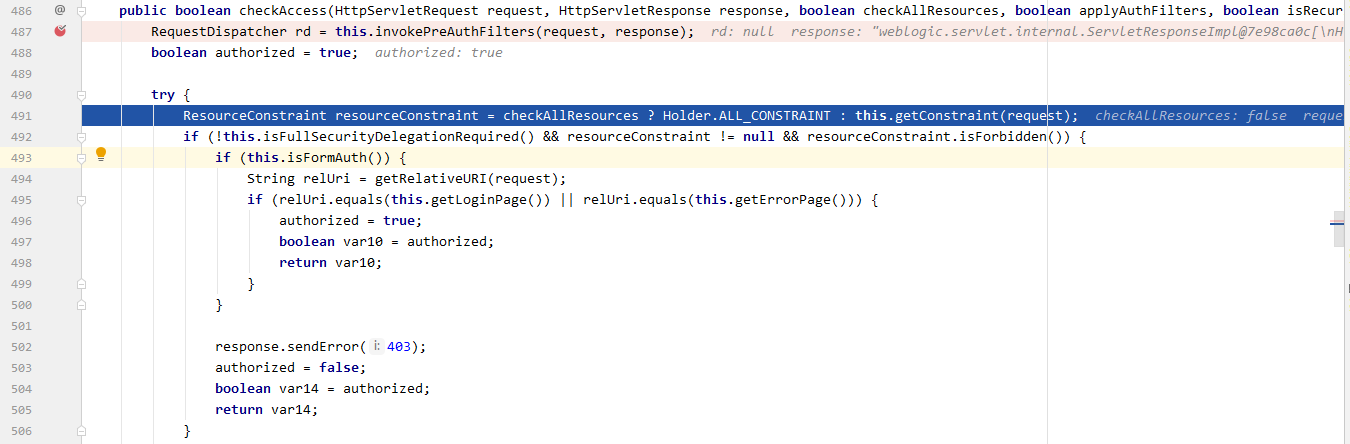 486 @ public boolean checkAccess(HttpServletRequest request, HttpServletResponse response, boolean checkAllResources, boolean applyAuthFilters, boolean isRecur
487 RequestDispatcher rd = this.invokePreAuthFilters(request, response); rd: null response: "weblogic.servlet.internal.ServletResponseImpl@7e98ca0c[\nH
488 boolean authorized = true; authorized: true
489
490 try {
491 ResourceConstraint resourceConstraint = checkAllResources ? Holder.ALL_CONSTRAINT : this.getConstraint(request); checkAllResources: false reque
492 if (!this.isFullSecurityDelegationRequired() && resourceConstraint != null && resourceConstraint.isForbidden()) {
493 if (this.isFormAuth()) {
494 String relUri = getRelativeURI(request);
495 if (relUri.equals(this.getLoginPage()) || relUri.equals(this.getErrorPage())) {
496 authorized = true;
497 boolean var10 = authorized;
498 return var10;
499 }
500 }
501
502 response.sendError( i: 403);
503 authorized = false;
504 boolean var14 = authorized;
505 return var14;
506 }